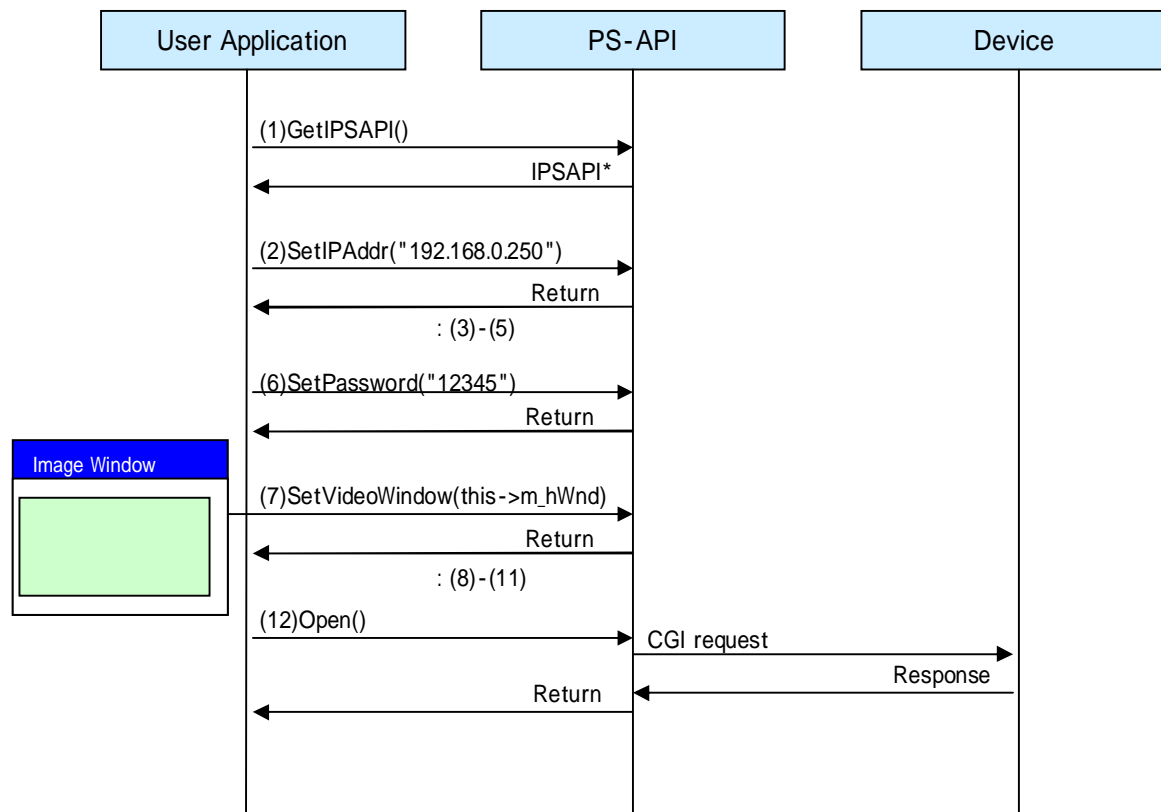 User Application
PS-API
Device
(1)GetIPSAPI()
IPSAPI*
(2)SetIPAddr("192.168.0.250")
Return
: (3)-(5)
(6)SetPassword("12345")
Return
Image Window
(7)SetVideoWindow(this->m_hWnd)
Return
: (8)-(11)
(12)Open()
CGI request
Response
Return